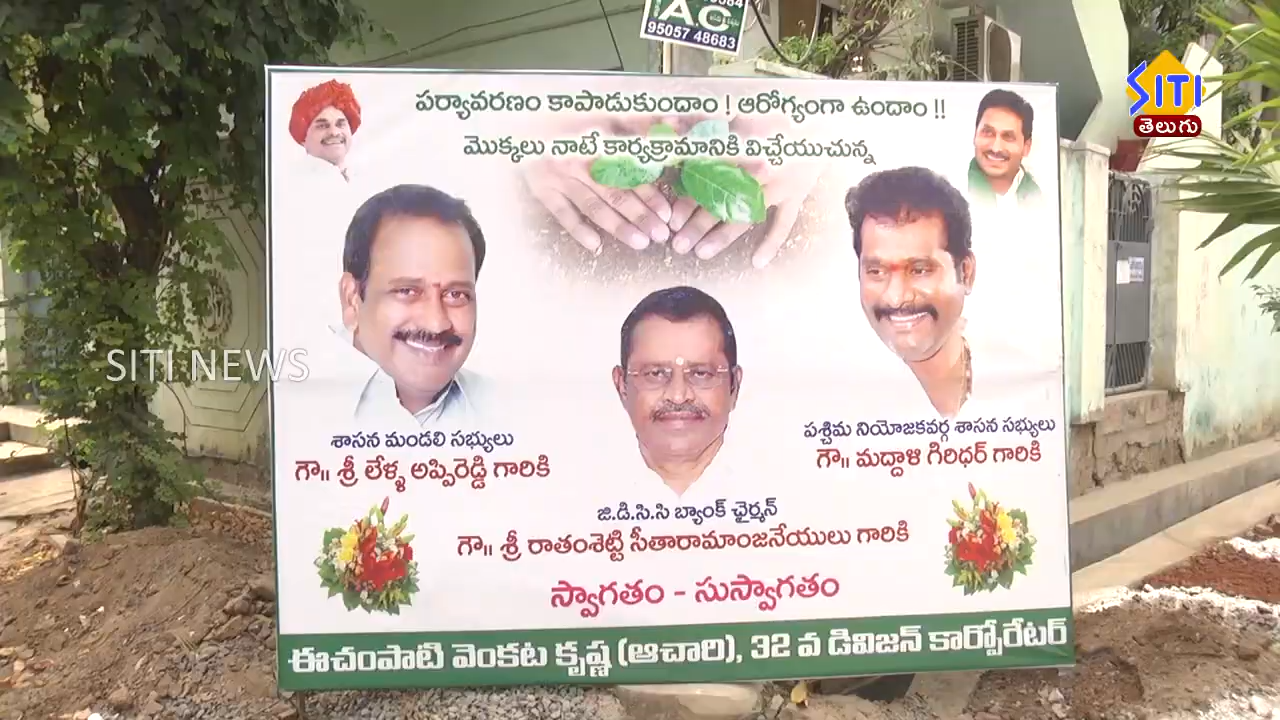 AC
95057 48683
SITI
తెలుగు
పర్యావరణం కాపాడుకుందాం ! ఆరోగ్యంగా ఉందాం !!
మొక్కలు నాటే కార్యక్రమానికి విచ్చేయుచున్న
SITI NEWS
శాసన మండలి సభ్యులు
గౌ॥ శ్రీ లేళ్ళ అప్పిరెడ్డి గారికి
పశ్చిమ నియోజకవర్గ శాసన సభ్యులు
గౌ॥ మద్దాళి గిరిధర్ గారికి
జి.డి.సి.సి బ్యాంక్ ఛైర్మన్
గౌ॥ శ్రీ రాతంశెట్టి సీతారామాంజనేయులు గారికి
స్వాగతం - సుస్వాగతం
ఈచంపాటి వెంకట కృష్ణ (ఆచారి), 32 వ డివిజన్ కార్పోరేటర్